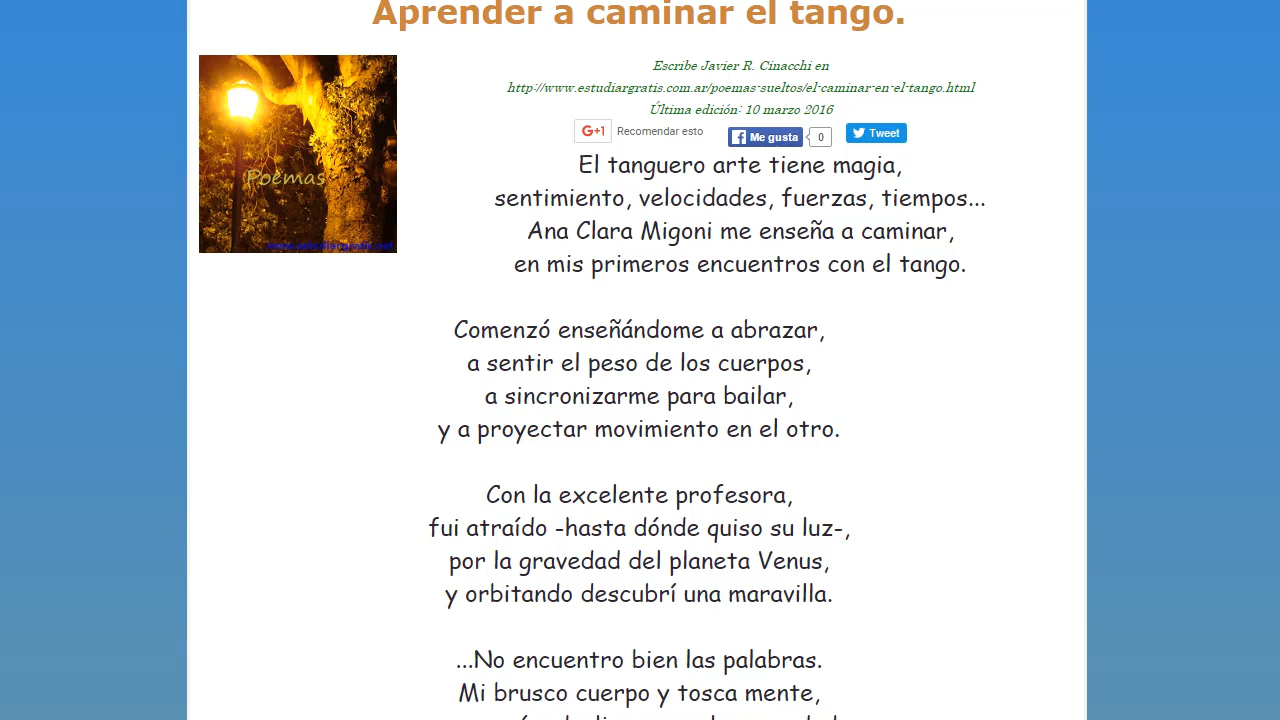 Aprender a caminar el tango.
Poemas
Escribe Javier R. Cinacchi en
http://www.estudiargratis.com.ar/poemas-sueltos/el-caminar-en-el-tango.html
Última edición: 10 marzo 2016
G+1 Recomendar esto Me gusta 0 Tweet
El tanguero arte tiene magia,
sentimiento, velocidades, fuerzas, tiempos...
Ana Clara Migoni me enseña a caminar,
en mis primeros encuentros con el tango.
Comenzó enseñándome a abrazar,
a sentir el peso de los cuerpos,
a sincronizarme para bailar,
y a proyectar movimiento en el otro.
Con la excelente profesora,
fui atraído -hasta dónde quiso su luz-,
por la gravedad del planeta Venus,
y orbitando descubrí una maravilla.
...No encuentro bien las palabras.
Mi brusco cuerpo y tosca mente,